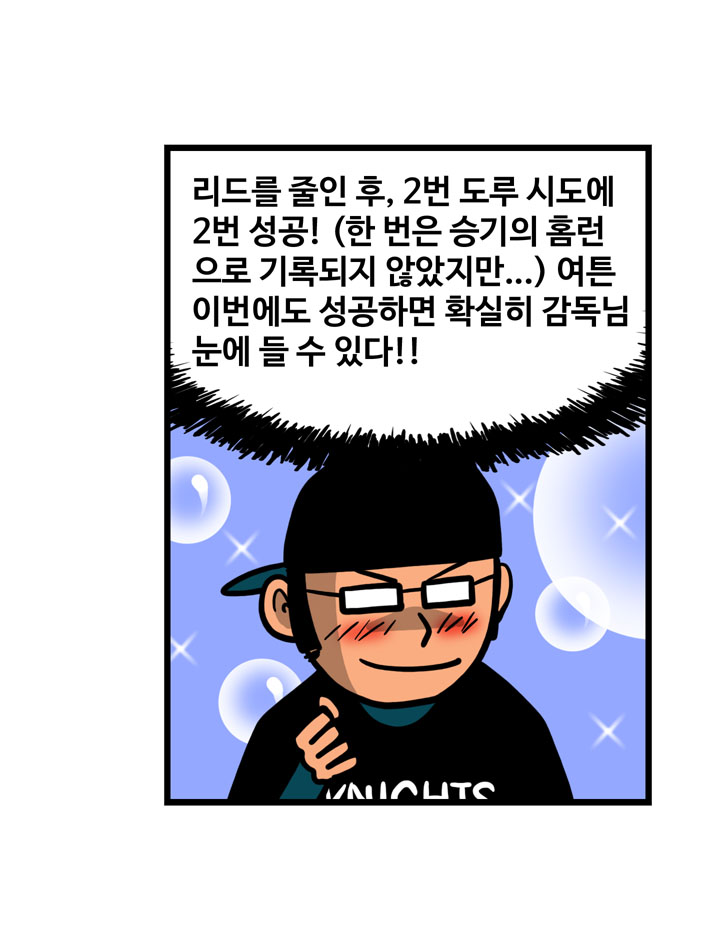 리드를 줄인 후, 2번 도루 시도에
2번 성공! (한 번은 승기의 홈런
으로 기록되지 않았지만...) 여튼
이번에도 성공하면 확실히 감독님
눈에 들 수 있다!!
KNIGHTS